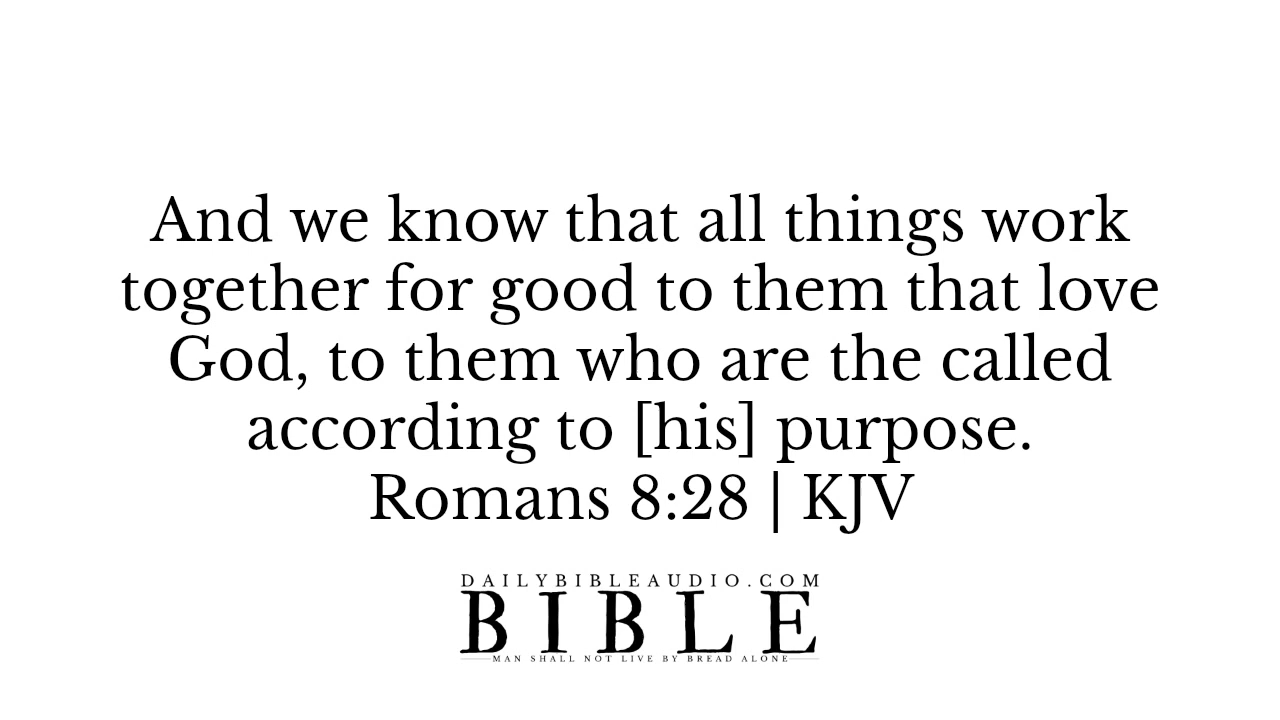 And we know that all things work
together for good to them that love
God, to them who are the called
according to [his] purpose.
Romans 8:28 | KJV
DAILYBIBLEAUDIO.COM
BIBLE
MAN SHALL NOT LIVE BY BREAD ALONE